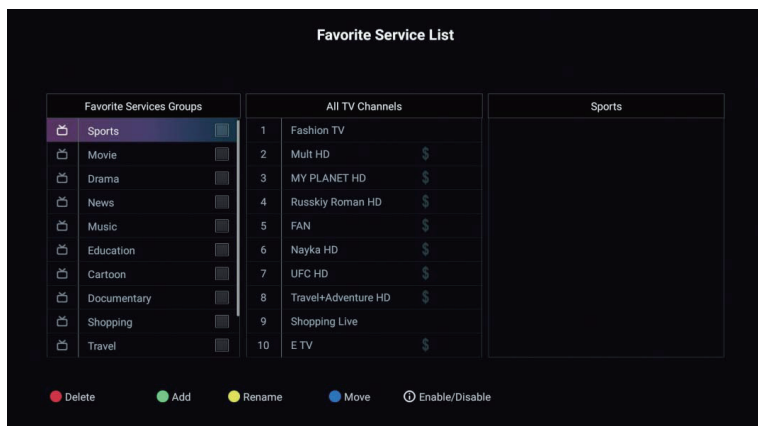 Favorite Service List
Favorite Services Groups All TV Channels Sports
Sports 1 Fashion TV
Movie 2 Mult HD $
Drama 3 MY PLANET HD $
News 4 Russkiy Roman HD $
Music 5 FAN $
Education 6 Nayka HD $
Cartoon 7 UFC HD $
Documentary 8 Travel+Adventure HD $
Shopping 9 Shopping Live
Travel 10 E TV $
Delete Add Rename Move Enable/Disable